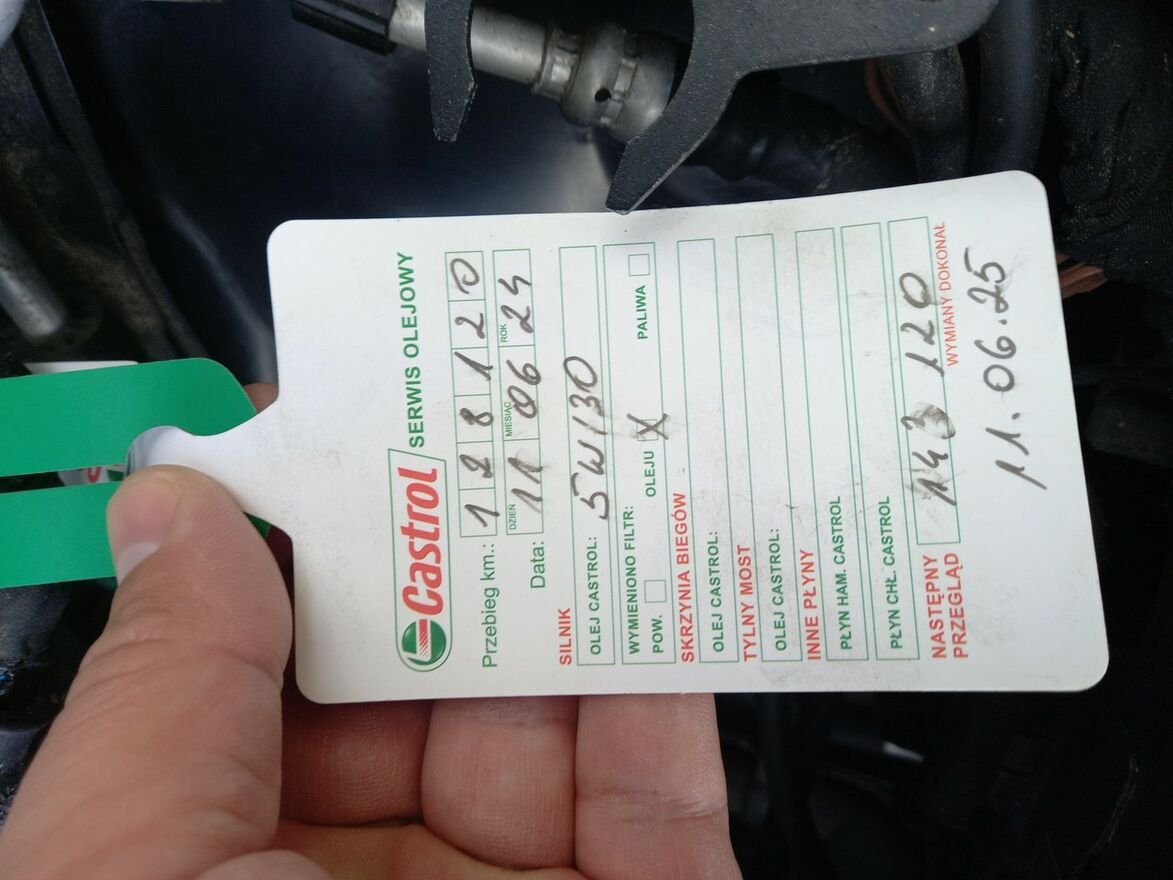 Castrol SERWIS OLEJOWY
Przebieg km.: 128120
DZIEŃ MIESIĄC ROK
Data: 11 06 24
SILNIK
OLEJ CASTROL: 5W/30
WYMIENIONO FILTR:
POW. OLEJU X PALIWA
SKRZYNIA BIEGÓW
OLEJ CASTROL:
TYLNY MOST
OLEJ CASTROL:
INNE PŁYNY
PŁYN HAM. CASTROL
PŁYN CHŁ. CASTROL
NASTĘPNY PRZEGLĄD 143 120
WYMIANY DOKONAŁ
11.06.25